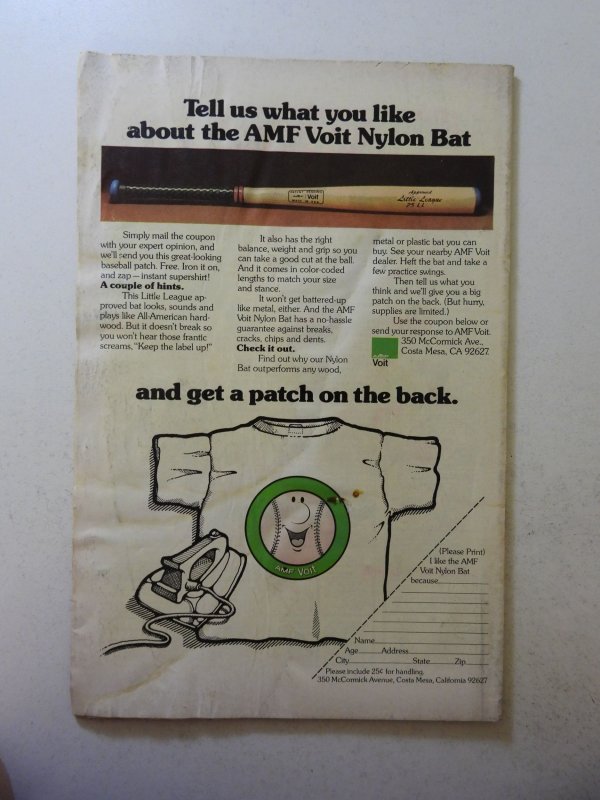 Tell us what you like
about the AMF Voit Nylon Bat
Voit
Approved
Little League
Simply mail the coupon
with your expert opinion, and
we'll send you this great-looking
baseball patch. Free. Iron it on,
and zap — instant supershirt!
A couple of hints.
This Little League ap-
proved bat looks, sounds and
plays like All-American hard-
wood. But it doesn't break so
you won't hear those frantic
screams, "Keep the label up!"
It also has the right
balance, weight and grip so you
can take a good cut at the ball.
And it comes in color-coded
lengths to match your size
and stance.
It won't get battered-up
like metal, either. And the AMF
Voit Nylon Bat has a no-hassle
guarantee against breaks,
cracks, chips and dents.
Check it out.
Find out why our Nylon
Bat outperforms any wood,
metal or plastic bat you can
buy. See your nearby AMF Voit
dealer. Heft the bat and take a
few practice swings.
Then tell us what you
think and we'll give you a big
patch on the back. (But hurry,
supplies are limited.)
Use the coupon below or
send your response to AMF Voit.
350 McCormick Ave.,
Costa Mesa, CA 92627.
Voit
and get a patch on the back.
AMF VOIT
(Please Print)
I like the AMF
Voit Nylon Bat
because
Name
Age Address
City State Zip
Please include 25¢ for handling.
350 McCormick Avenue, Costa Mesa, California 92627